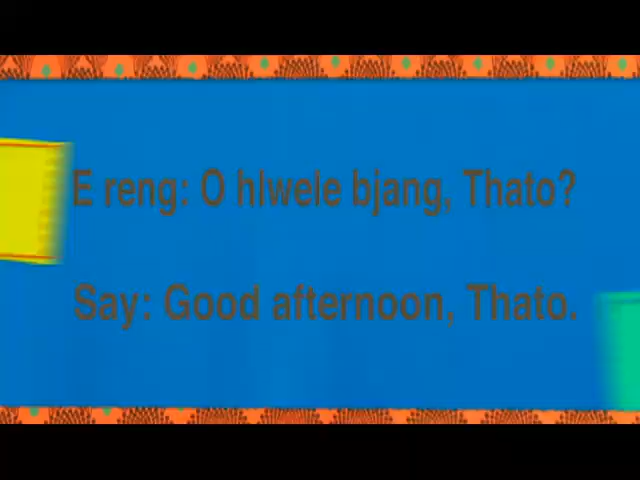 E reng: O hlwele bjang, Thato?
Say: Good afternoon, Thato.